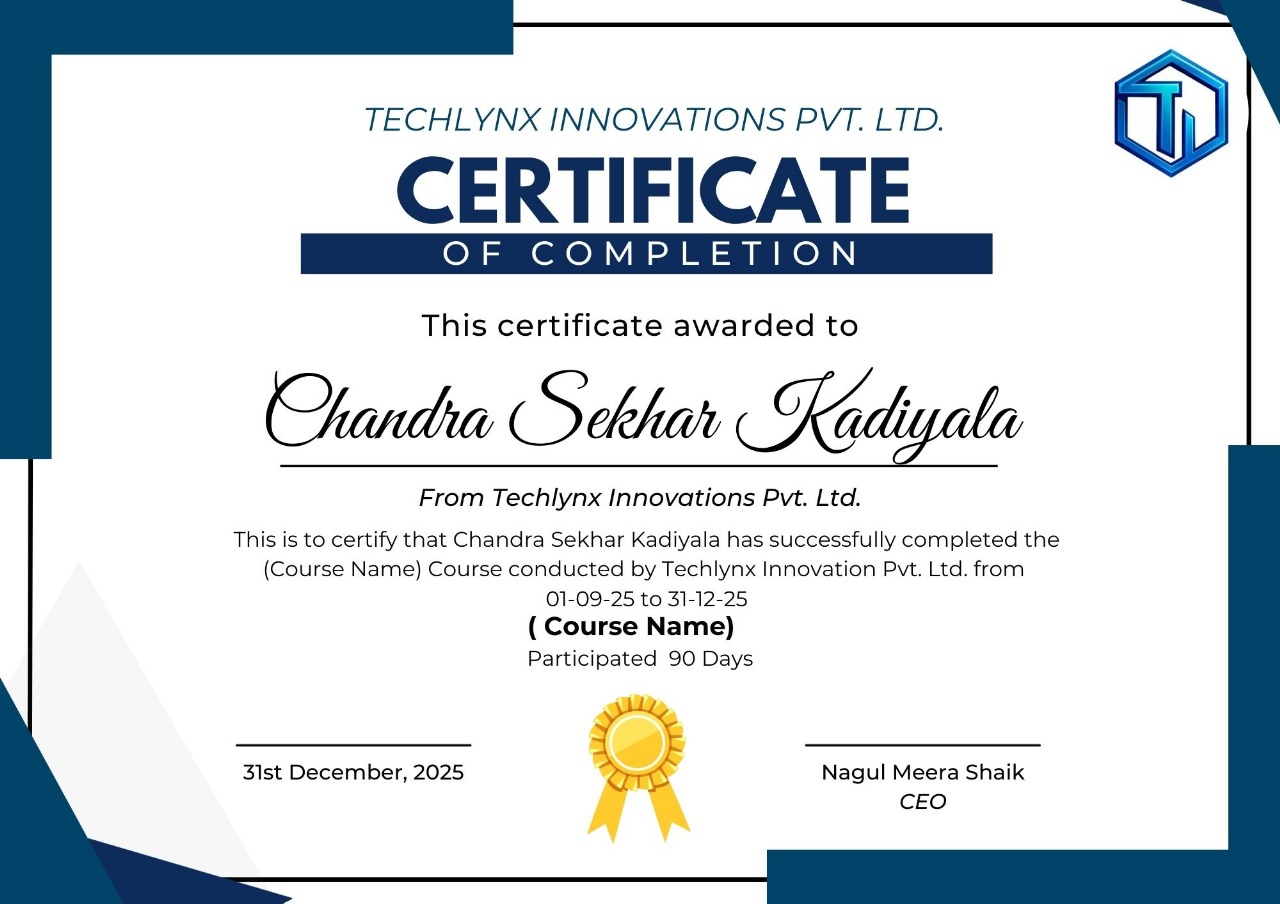 TECHLYNX INNOVATIONS PVT. LTD.
CERTIFICATE
OF COMPLETION
This certificate awarded to
Chandra Sekhar Kadiyala
From Techlynx Innovations Pvt. Ltd.
This is to certify that Chandra Sekhar Kadiyala has successfully completed the
(Course Name) Course conducted by Techlynx Innovation Pvt. Ltd. from
01-09-25 to 31-12-25
( Course Name)
Participated  90 Days
31st December, 2025
Nagul Meera Shaik
CEO